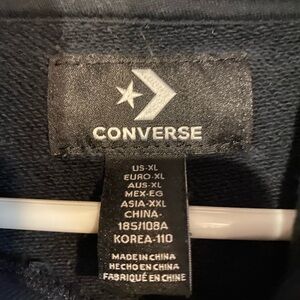 CONVERSE
US-XL
EURO-XL
AUS-XL
MEX-EG
ASIA-XXL
CHINA-
185/108A
KOREA-110
MADE IN CHINA
HECHO EN CHINA
FABRIQUÉ EN CHINE